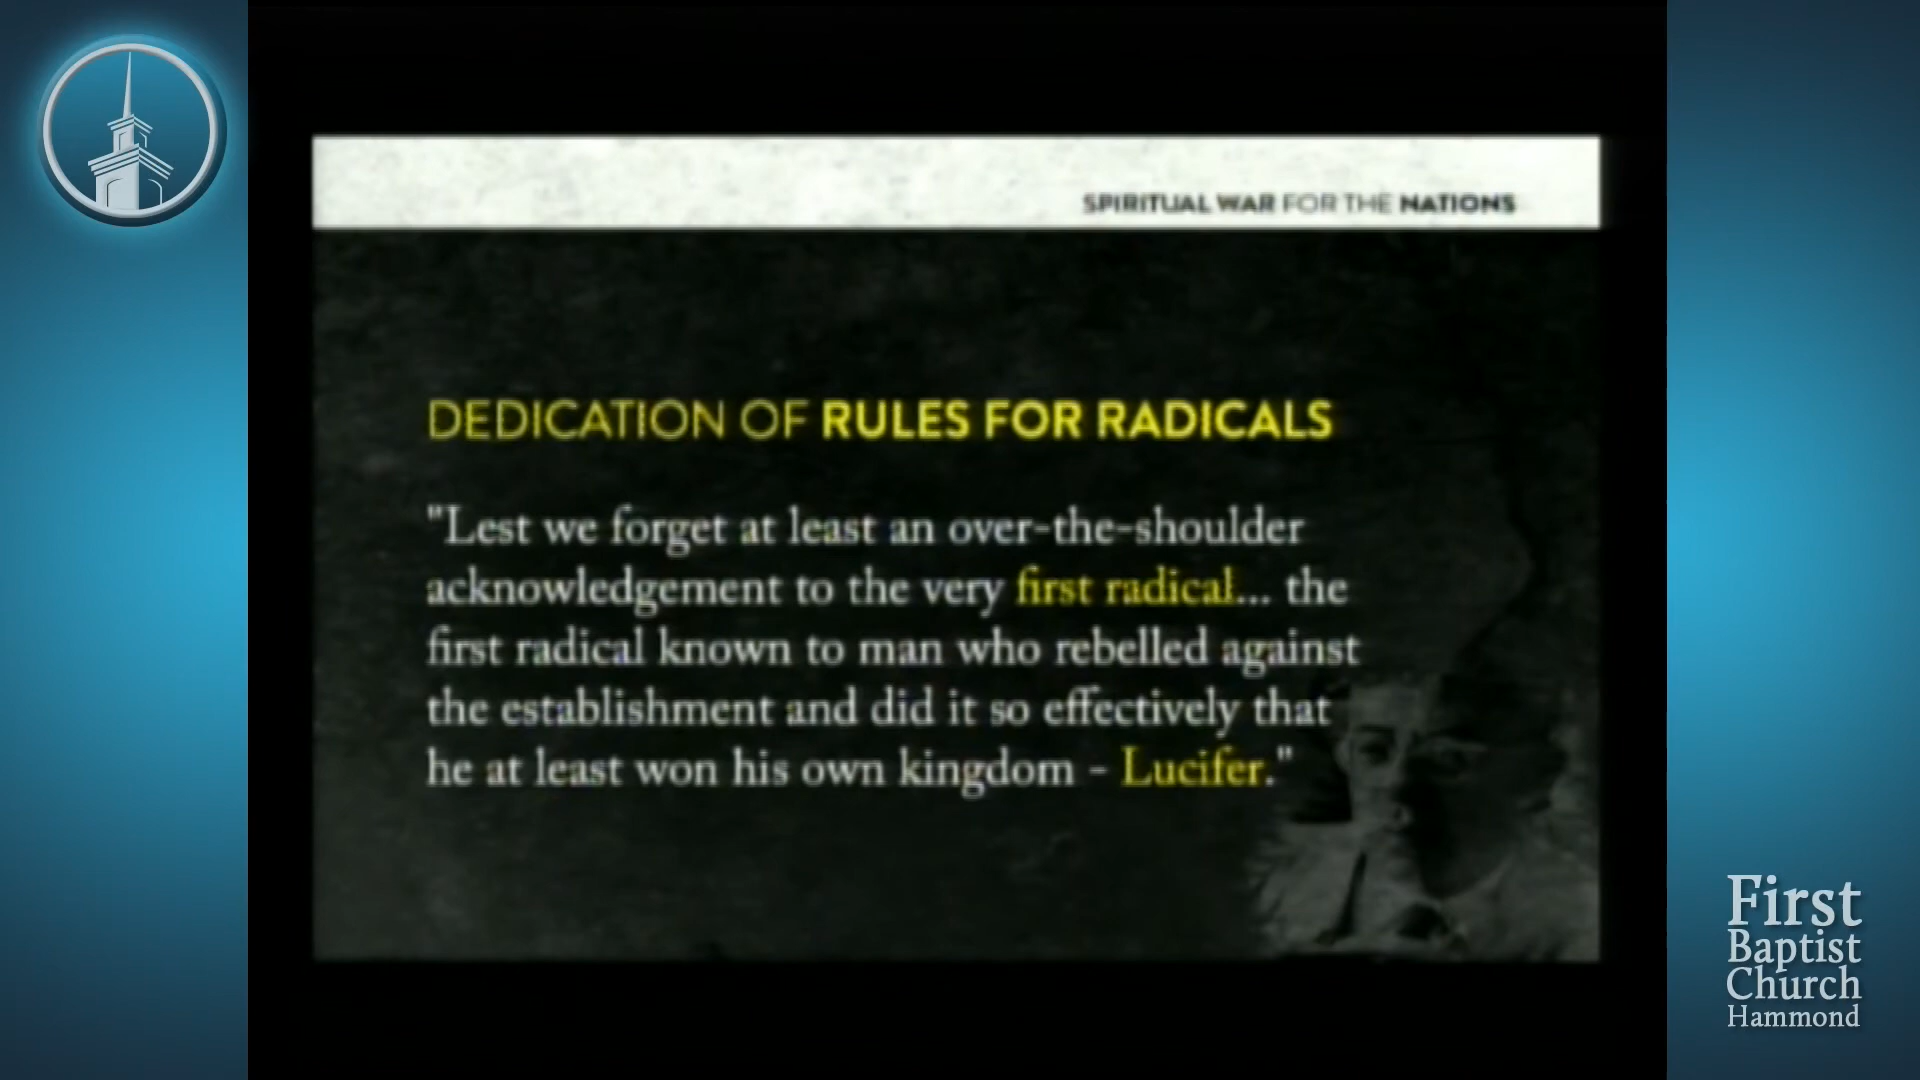 SPIRITUAL WAR FOR THE NATIONS
DEDICATION OF RULES FOR RADICALS
"Lest we forget at least an over-the-shoulder
acknowledgement to the very first radical... the
first radical known to man who rebelled against
the establishment and did it so effectively that
he at least won his own kingdom - Lucifer."
First
Baptist
Church
Hammond